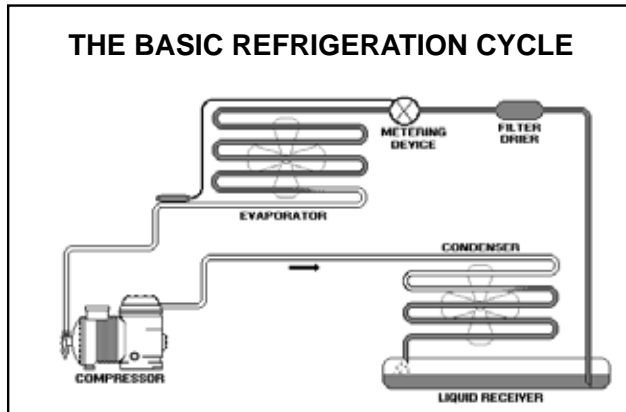 THE BASIC REFRIGERATION CYCLE
METERING
DEVICE
FILTER
DRIER
EVAPORATOR
CONDENSER
COMPRESSOR
LIQUID RECEIVER